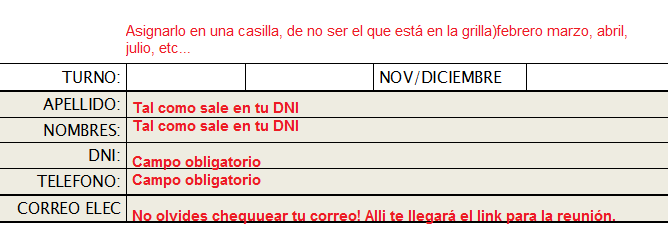 Asignarlo en una casilla, de no ser el que está en la grilla)febrero marzo, abril,
julio, etc...
TURNO: NOV/DICIEMBRE
APELLIDO: Tal como sale en tu DNI
NOMBRES: Tal como sale en tu DNI
DNI: Campo obligatorio
TELEFONO: Campo obligatorio
CORREO ELEC No olvides chequuear tu correo! Alli te llegará el link para la reunión.